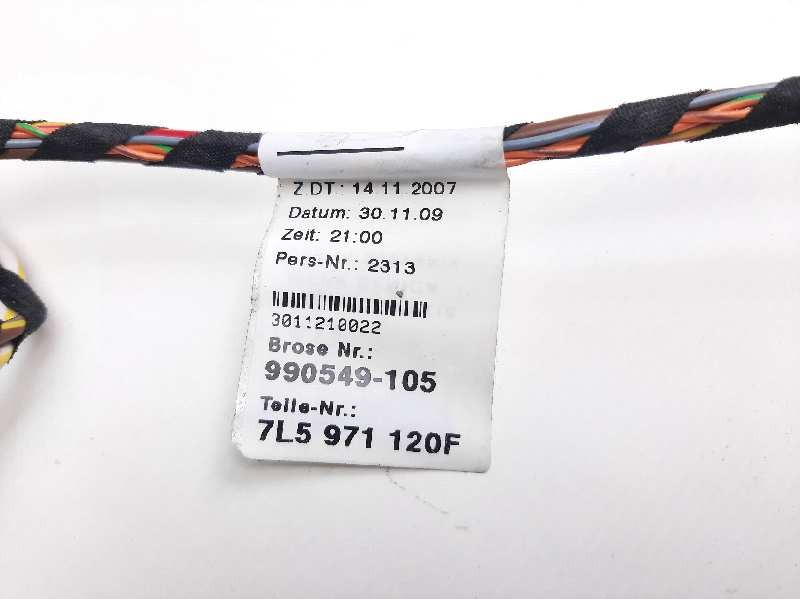 Z.DT.: 14.11.2007
Datum: 30.11.09
Zeit: 21:00
Pers-Nr.: 2313
3011210022
Brose Nr.:
990549-105
Teile-Nr.:
7L5 971 120F